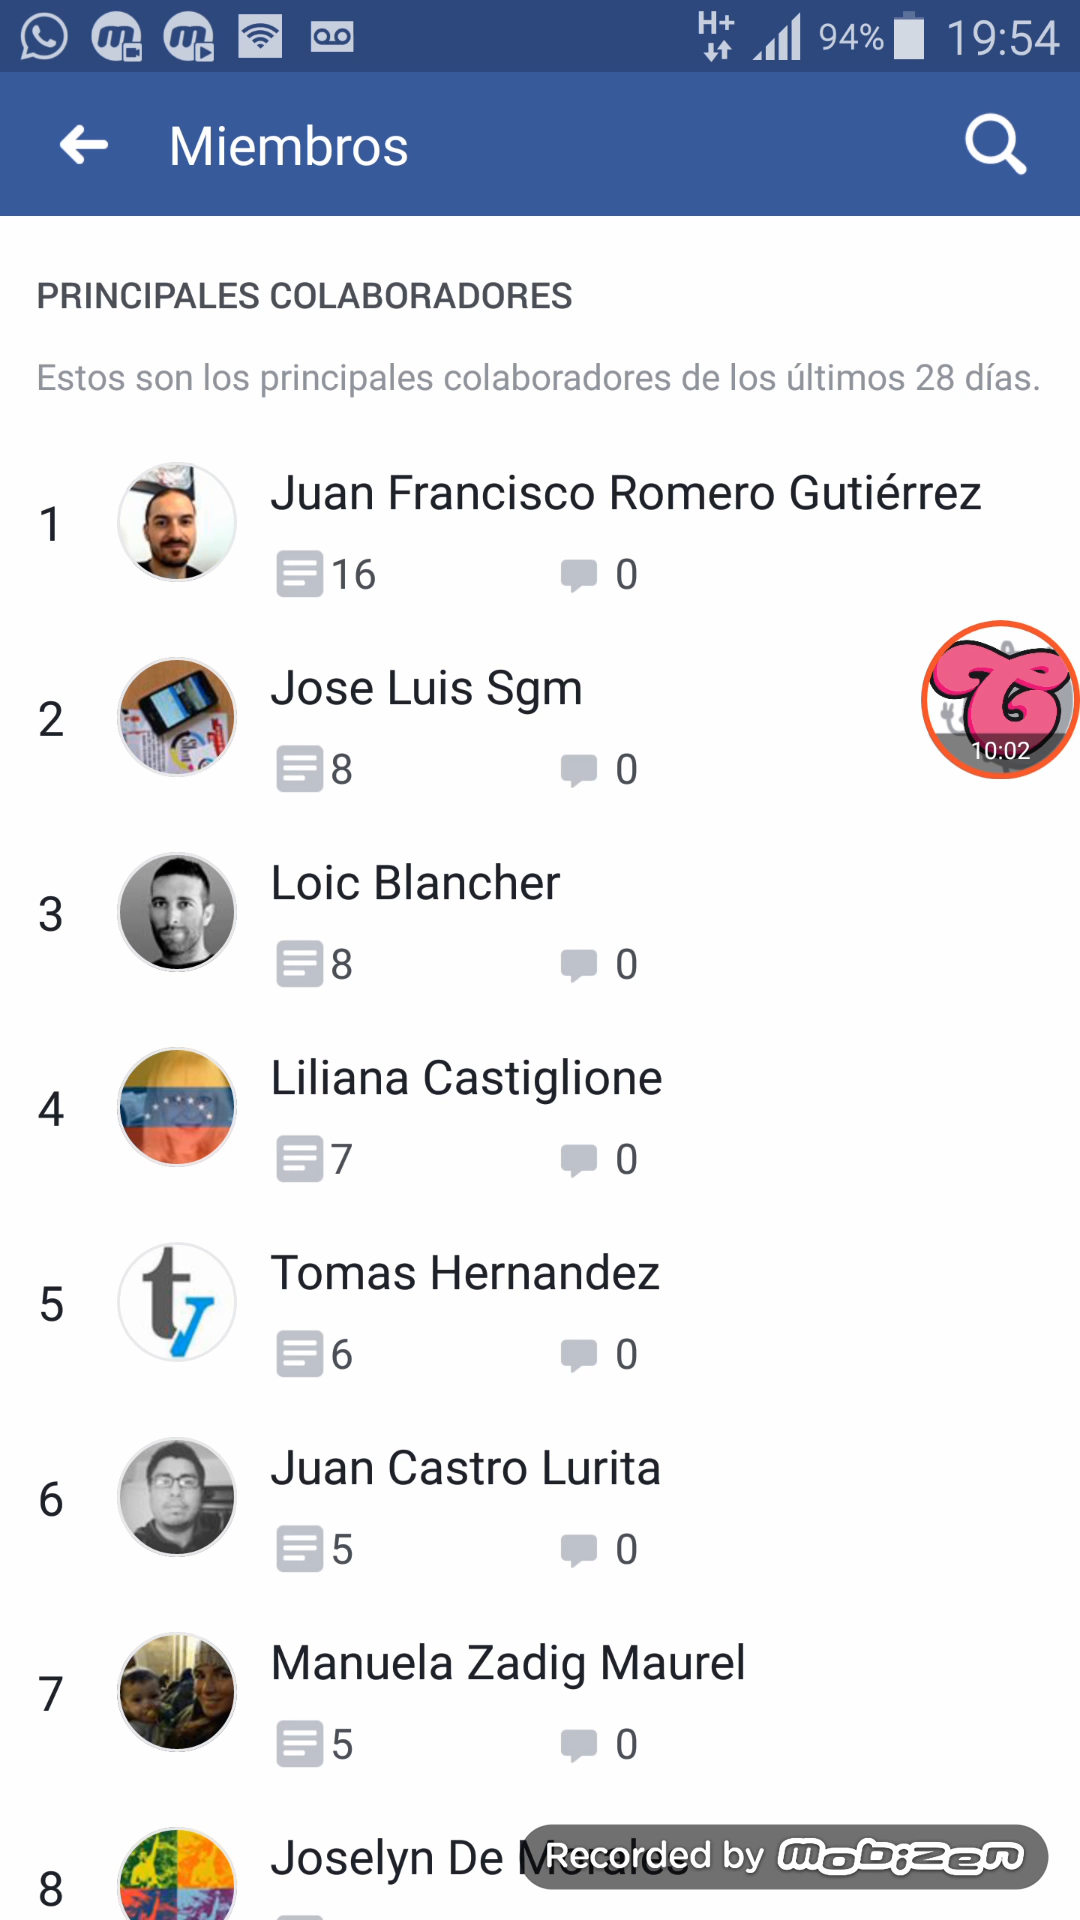 H+ 94% 19:54
Miembros
PRINCIPALES COLABORADORES
Estos son los principales colaboradores de los últimos 28 días.
1 Juan Francisco Romero Gutiérrez
16 0
2 Jose Luis Sgm
8 0
10:02
3 Loic Blancher
8 0
4 Liliana Castiglione
7 0
5 Tomas Hernandez
6 0
6 Juan Castro Lurita
5 0
7 Manuela Zadig Maurel
5 0
8 Joselyn De Morales
Recorded by mobizen